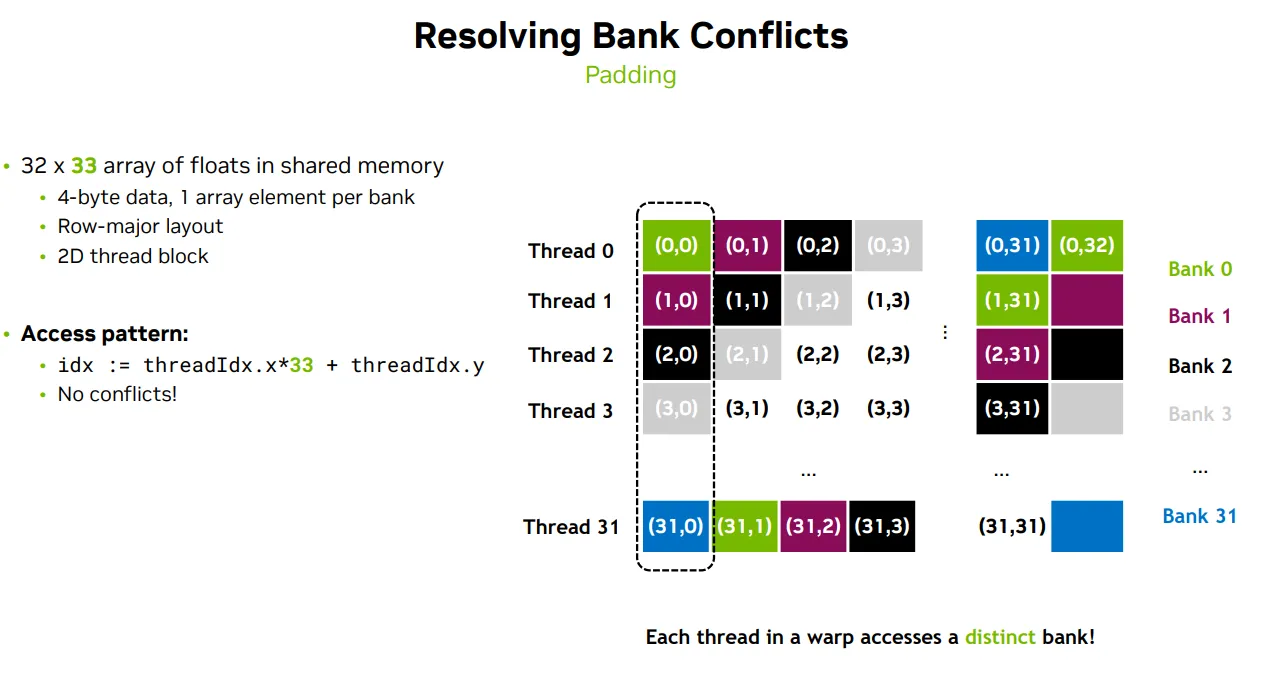 Resolving Bank Conflicts
Padding
• 32 x 33 array of floats in shared memory
• 4-byte data, 1 array element per bank
• Row-major layout
• 2D thread block
• Access pattern:
• idx := threadIdx.x*33 + threadIdx.y
• No conflicts!
Thread 0 (0,0) (0,1) (0,2) (0,3) (0,31) (0,32) Bank 0
Thread 1 (1,0) (1,1) (1,2) (1,3) ⋮ (1,31) Bank 1
Thread 2 (2,0) (2,1) (2,2) (2,3) (2,31) Bank 2
Thread 3 (3,0) (3,1) (3,2) (3,3) (3,31) Bank 3
... ... ...
Thread 31 (31,0) (31,1) (31,2) (31,3) (31,31) Bank 31
Each thread in a warp accesses a distinct bank!